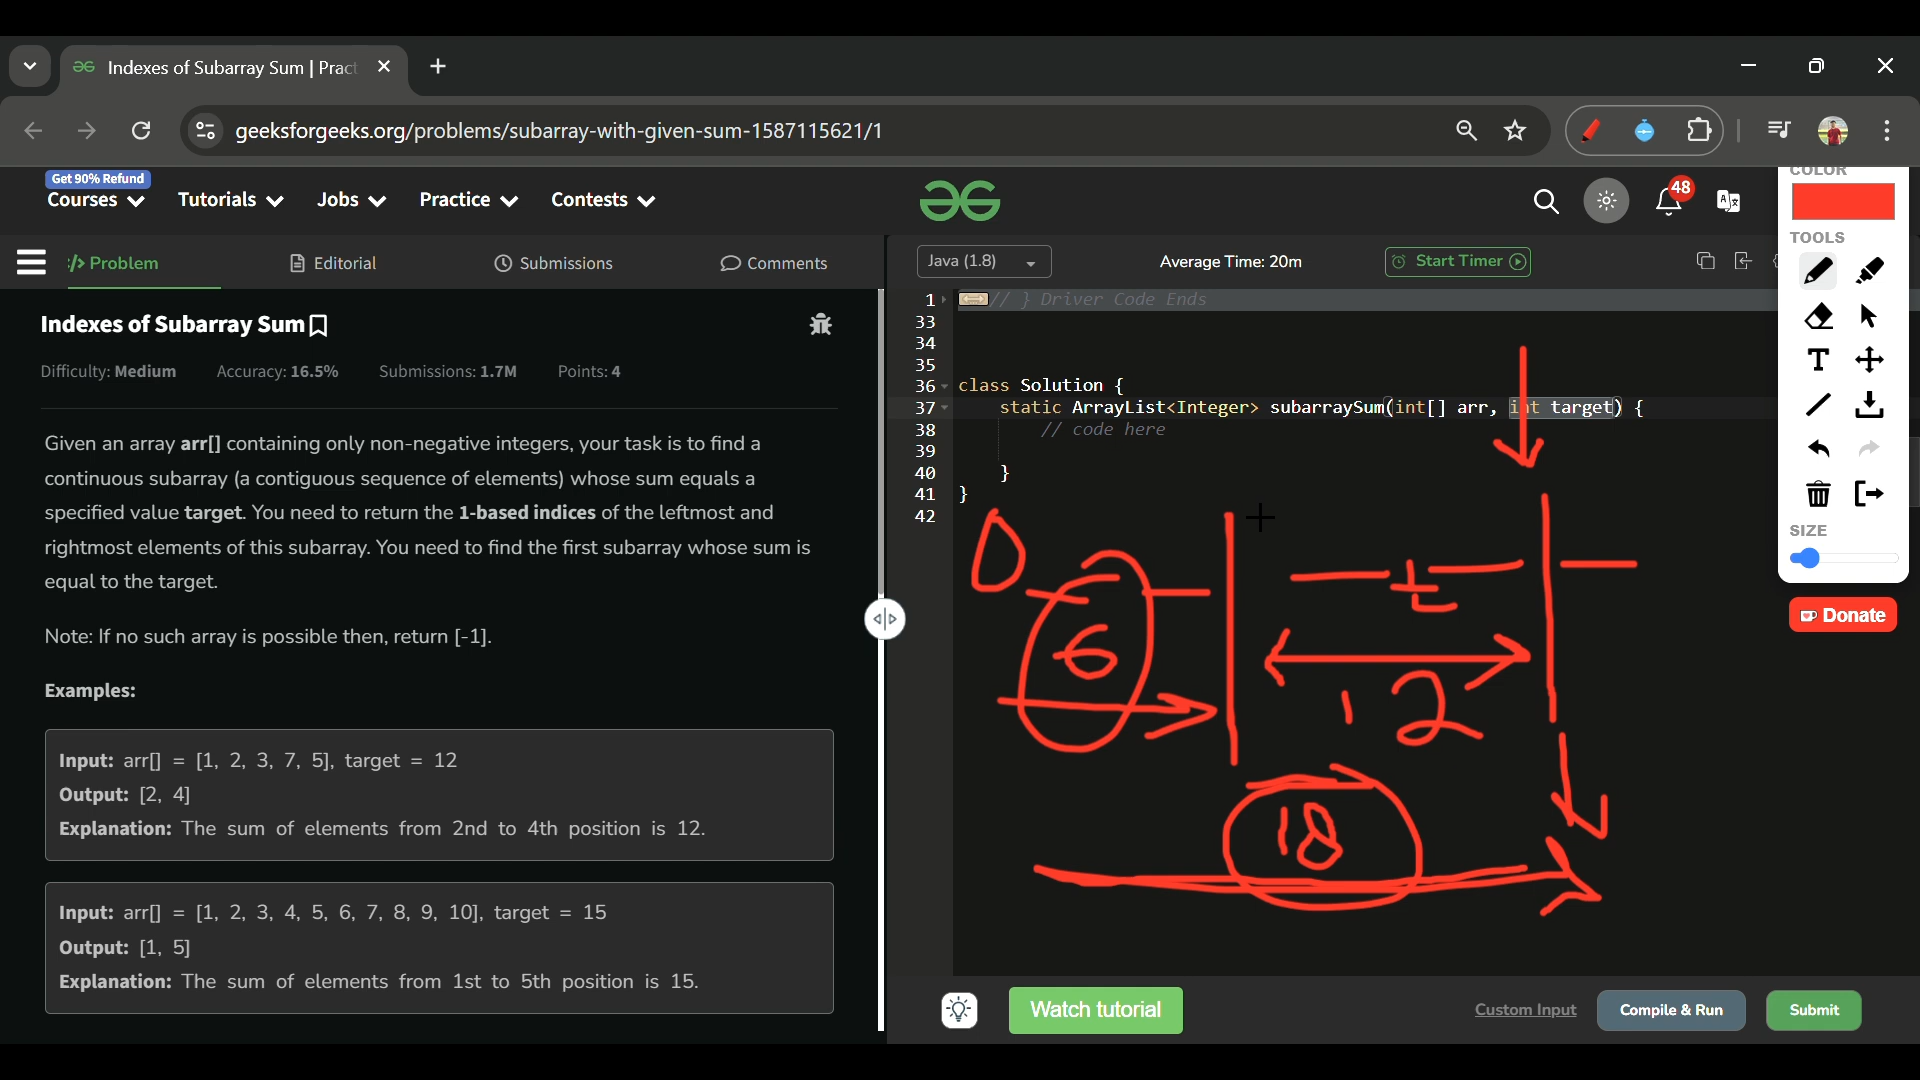 Indexes of Subarray Sum | Pract
geeksforgeeks.org/problems/subarray-with-given-sum-1587115621/1
Get 90% Refund
Courses Tutorials Jobs Practice Contests
48
COLOR
TOOLS
SIZE
Donate
Problem Editorial Submissions Comments
Java (1.8) Average Time: 20m Start Timer
Indexes of Subarray Sum
Difficulty: Medium Accuracy: 16.5% Submissions: 1.7M Points: 4
Given an array arr[] containing only non-negative integers, your task is to find a
continuous subarray (a contiguous sequence of elements) whose sum equals a
specified value target. You need to return the 1-based indices of the leftmost and
rightmost elements of this subarray. You need to find the first subarray whose sum is
equal to the target.
Note: If no such array is possible then, return [-1].
Examples:
Input: arr[] = [1, 2, 3, 7, 5], target = 12
Output: [2, 4]
Explanation: The sum of elements from 2nd to 4th position is 12.
Input: arr[] = [1, 2, 3, 4, 5, 6, 7, 8, 9, 10], target = 15
Output: [1, 5]
Explanation: The sum of elements from 1st to 5th position is 15.
1 // } Driver Code Ends
33
34
35
36 class Solution {
37 static ArrayList<Integer> subarraySum(int[] arr, int target) {
38 // code here
39
40 }
41 }
42
6
12
18
Watch tutorial
Custom Input Compile & Run Submit